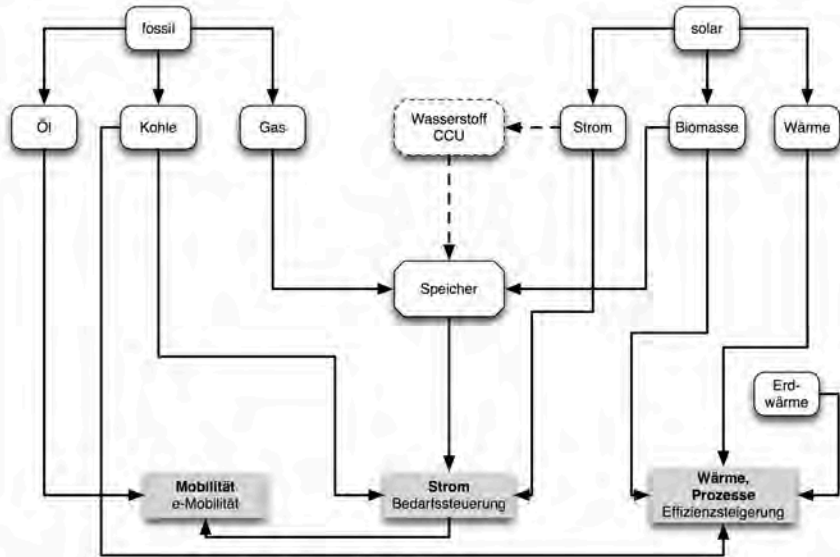 fossil
solar
Öl
Kohle
Gas
Wasserstoff
CCU
Strom
Biomasse
Wärme
Speicher
Erd-
wärme
Mobilität
e-Mobilität
Strom
Bedarfssteuerung
Wärme,
Prozesse
Effizienzsteigerung